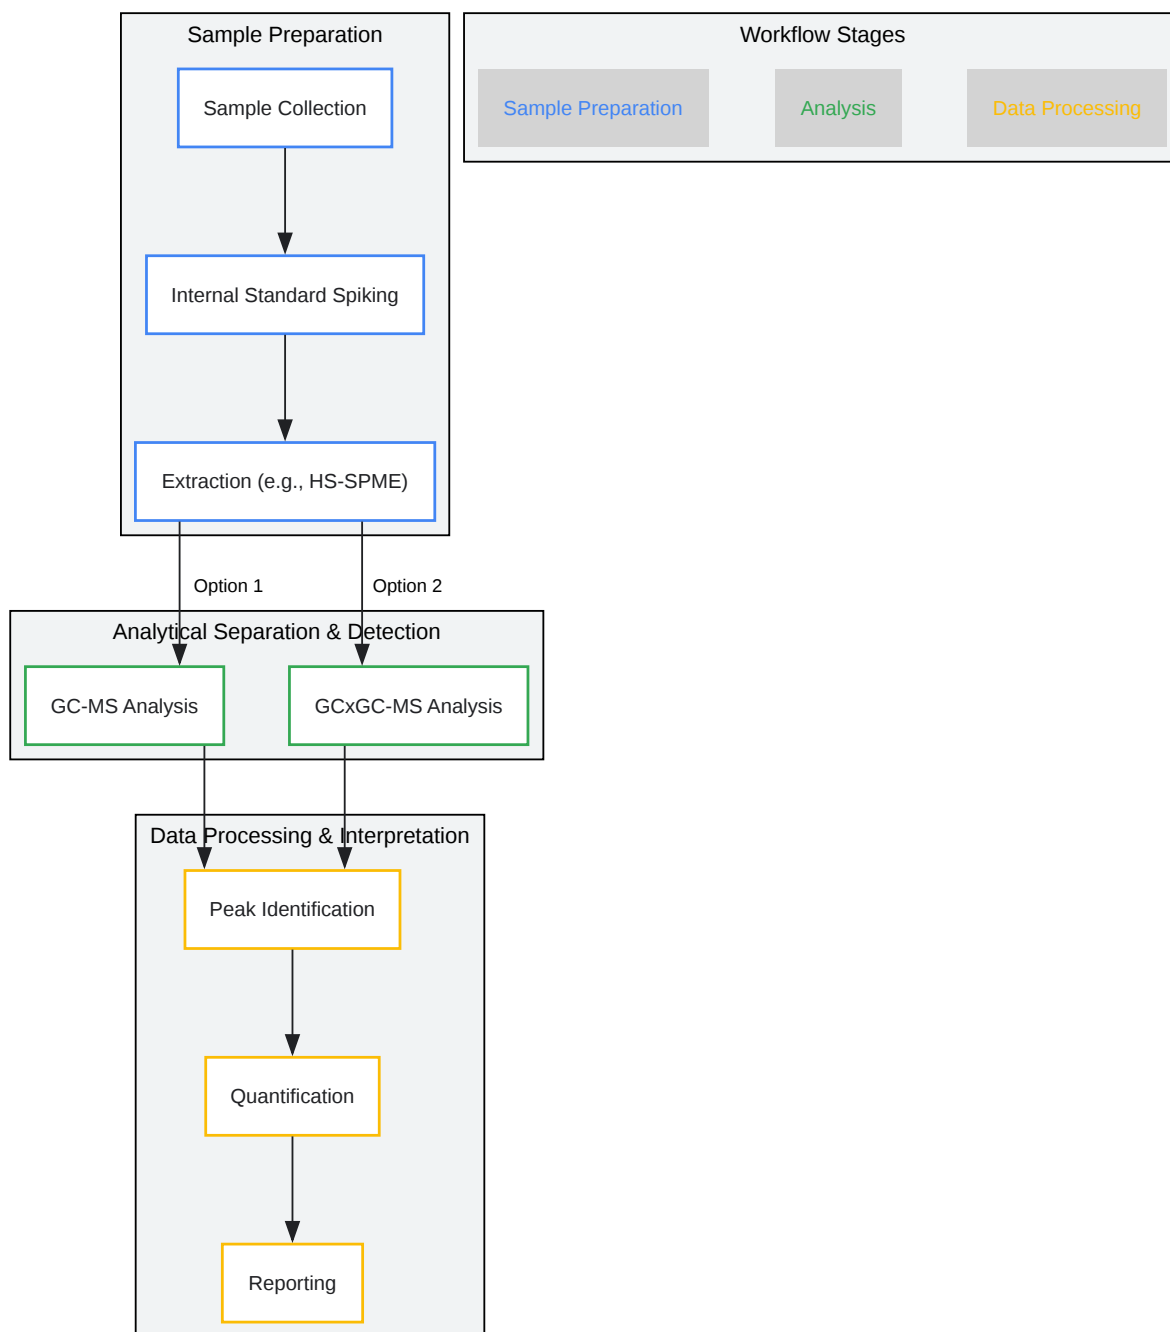 Sample Preparation
Sample Collection
Internal Standard Spiking
Extraction (e.g., HS-SPME)
Workflow Stages
Sample Preparation
Analysis
Data Processing
Option 1
Option 2
Analytical Separation & Detection
GC-MS Analysis
GCxGC-MS Analysis
Data Processing & Interpretation
Peak Identification
Quantification
Reporting